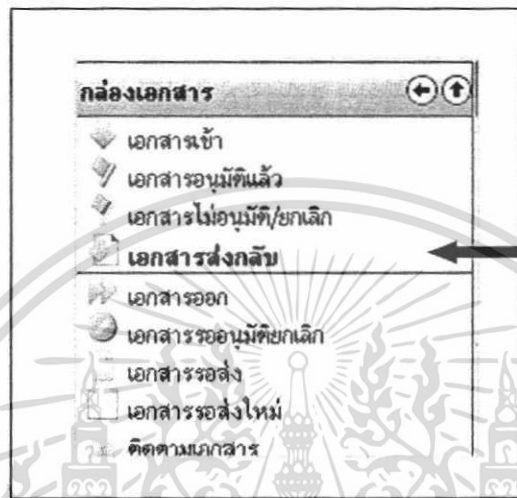 กล่องเอกสาร
เอกสารเข้า
เอกสารอนุมัติแล้ว
เอกสารไม่อนุมัติ/ยกเลิก
เอกสารส่งกลับ
เอกสารออก
เอกสารรออนุมัติยกเลิก
เอกสารรอส่ง
เอกสารรอส่งใหม่
ติดตามเอกสาร